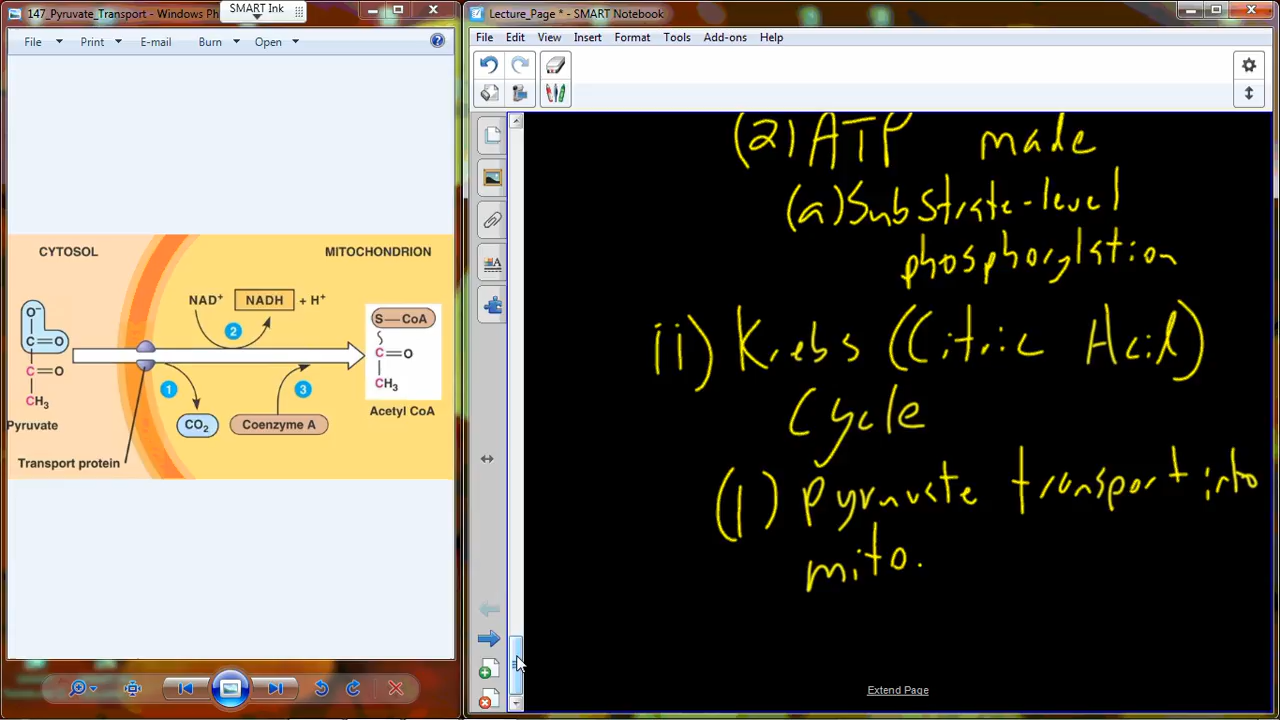 147_Pyruvate_Transport - Windows Ph
SMART Ink
File Print E-mail Burn Open
CYTOSOL
MITOCHONDRION
NAD+ NADH + H+
O-
C=O
C=O
CH3
Pyruvate
2
1
3
CO2
Coenzyme A
S—CoA
C=O
CH3
Acetyl CoA
Transport protein
Lecture_Page * - SMART Notebook
File Edit View Insert Format Tools Add-ons Help
(2) ATP made
(a) Substrate-level
phosphorylation
ii) Krebs (Citric Acid)
Cycle
(1) Pyruvate transport into
mito.
Extend Page